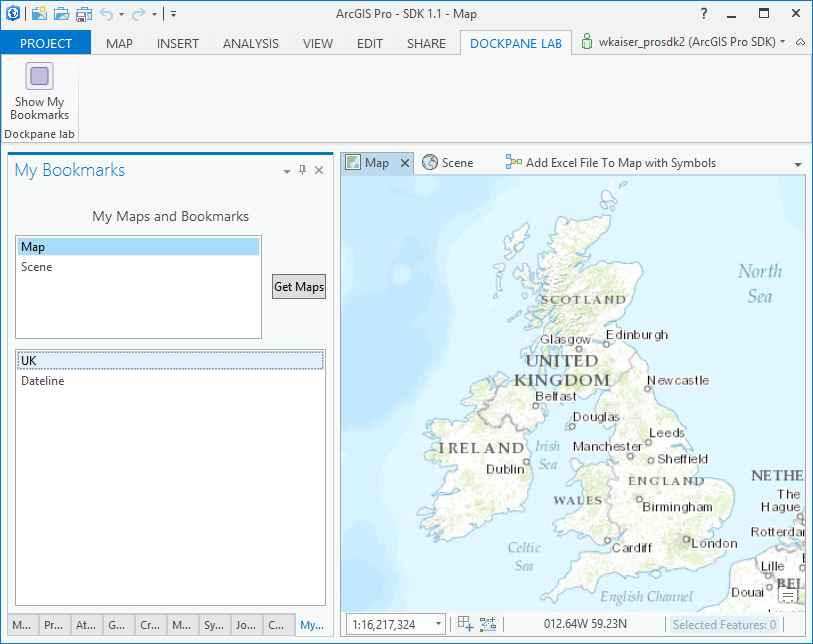 ArcGIS Pro - SDK 1.1 - Map
?
PROJECT MAP INSERT ANALYSIS VIEW EDIT SHARE DOCKPANE LAB wkaiser_prosdk2 (ArcGIS Pro SDK)
Show My
Bookmarks
Dockpane lab
My Bookmarks
My Maps and Bookmarks
Map
Scene
Get Maps
UK
Dateline
M... Pr... At... G... Cr... M... Sy... Jo... C... My...
Map Scene Add Excel File To Map with Symbols
North
Sea
SCOTLAND
Glasgow
Edinburgh
UNITED
KINGDOM
Newcastle
Belfast
Douglas
Leeds
IRELAND
Irish
Sea
Manchester
Sheffield
Dublin
ENGLAND
NETHE
The
Hague
WALES
Birmingham
Rotterdar
Celtic
Sea
Cardiff
London
Lille
Douai
BEL
English Channel
1:16,217,324 012.64W 59.23N Selected Features: 0